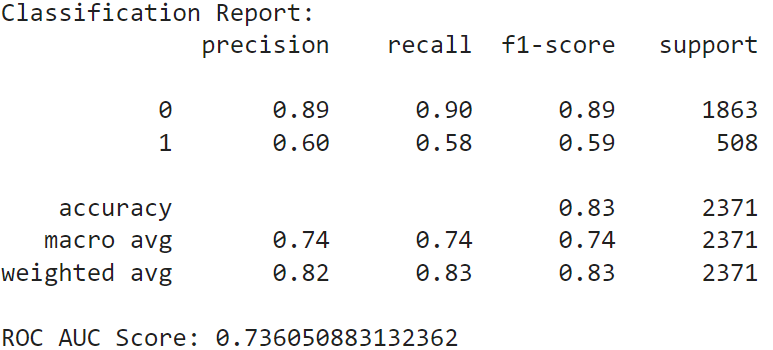 Classification Report:
precision recall f1-score support
0 0.89 0.90 0.89 1863
1 0.60 0.58 0.59 508
accuracy 0.83 2371
macro avg 0.74 0.74 0.74 2371
weighted avg 0.82 0.83 0.83 2371
ROC AUC Score: 0.736050883132362